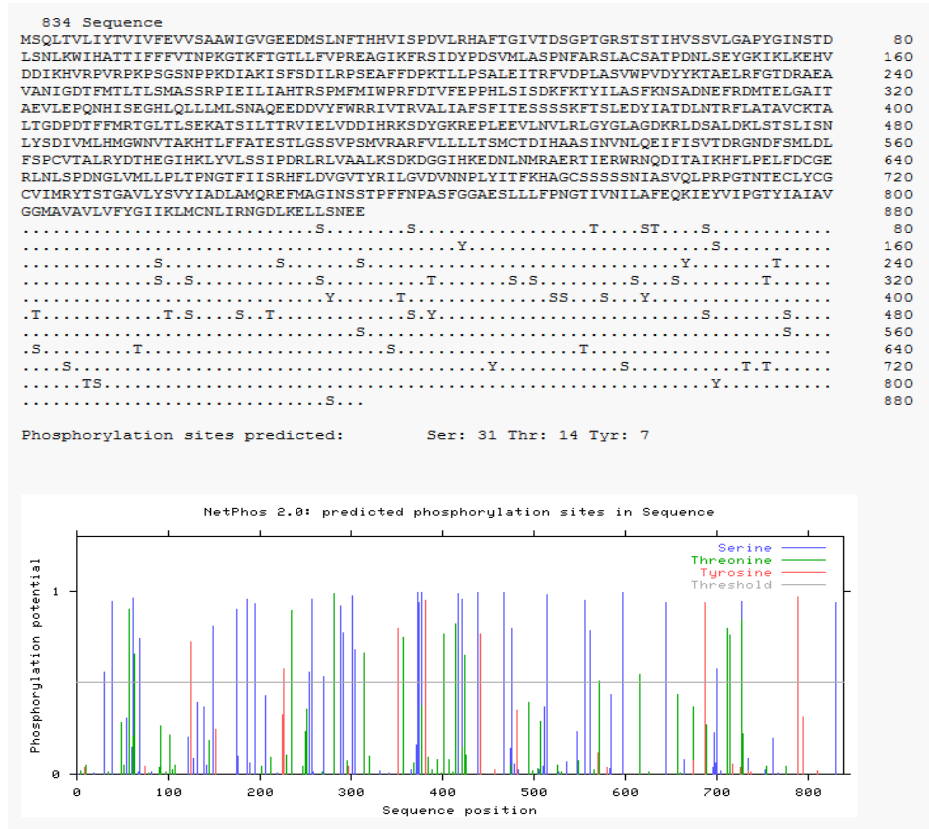 834 Sequence
MSQLTVLIYTVIVFEVVSAAWIGVGEEDMSLNFTHHVISPDVLRHAFTGIVTDSGPTGRSTSTIHVSSVLGAPYGINSTD 80
LSNLKWIHATTIFFFVTNPKGTKFTGTLLFVPREAGIKFRSIDYPDSVMLASPNFARSLACSATPDNLSEYGKIKLKEHV 160
DDIKHVRPVRPKPSGSNPPKDIAKISFSDILRPSEAFFDPKTLLPSALEITRFVDPLASVWPVDYYKTAELRFGTDRAEA 240
VANIGDTFMTLTLSMASSRPIEILIAHTRSPMFMIWPRFDTVFEPPHLSISDKFKTYILASFKNSADNEFRDMTELGAIT 320
AEVLEPQNHISEGHLQLLLMLSNAQEEDDVYFWRRIVTRVALIAFSFITESSSSKFTSLEDYIATDLNTRFLATAVCKTA 400
LTGDPDTFFMRTGLTLSEKATSILTTRVIELVDDIHRKSDYGKREPLEEVLNVLRLGYGLAGDKRLDSALDKLSTSLISN 480
LYSDIVMLHMGWNVTAKHTLFFATESTLGSSVPSMVRARFVLLLLTSMCTDIHAASINVNLQEIFISVTDRGNDFSMLDL 560
FSPCVTALRYDTHEGIHKLYVLSSIPDRLRLVAALKSDKDGGIHKEDNLNMRAERTIERWRNQDITAIKHFLPELFDCGE 640
RLNLSPDNGLVMLLPLTPNGTFIISRHFLDVGVTYRILGVDVNNPLYITFKHAGCSSSSSNIASVQLPRPGTNTECLYCG 720
CVIMRYTSTGAVLYSVYIADLAMQREFMAGINSSTPFFNPASFGGAESLLLFPNGTIVNILAFEQKIEYVIPGTYIAIAV 800
GGMAVAVLVFYGIIKLMCNLIRNGDLKELLSNEE 880
.............................S........S.................T....ST....S............ 80
...........................................Y........................S........... 160
.............S...........S.......S...............................Y........T..... 240
.............S..S............S..........T.......S.S.........S...S........T...... 320
..............................Y......T..............SS...S...Y.................. 400
.T............T.S....S..T.............S.Y..........................S.......S.... 480
.................................S.........................................S.... 560
.S.........T........................S..................T........................ 640
....S.........................................Y............S...........T.T...... 720
......TS............................................................Y........... 800
..............................S... 880
Phosphorylation sites predicted: Ser: 31 Thr: 14 Tyr: 7
NetPhos 2.0: predicted phosphorylation sites in Sequence
Serine
Threonine
Tyrosine
Threshold
Phosphorylation potential
1
0
0 100 200 300 400 500 600 700 800
Sequence position